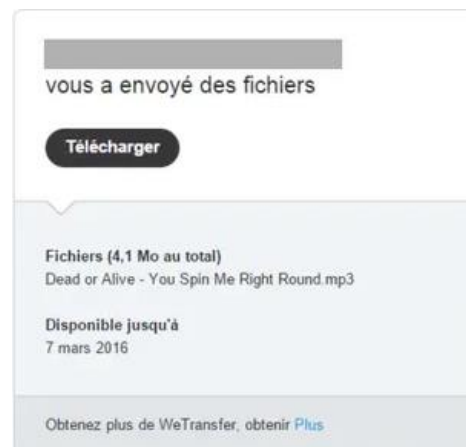 vous a envoyé des fichiers
Télécharger
Fichiers (4,1 Mo au total)
Dead or Alive - You Spin Me Right Round.mp3
Disponible jusqu'à
7 mars 2016
Obtenez plus de WeTransfer, obtenir Plus